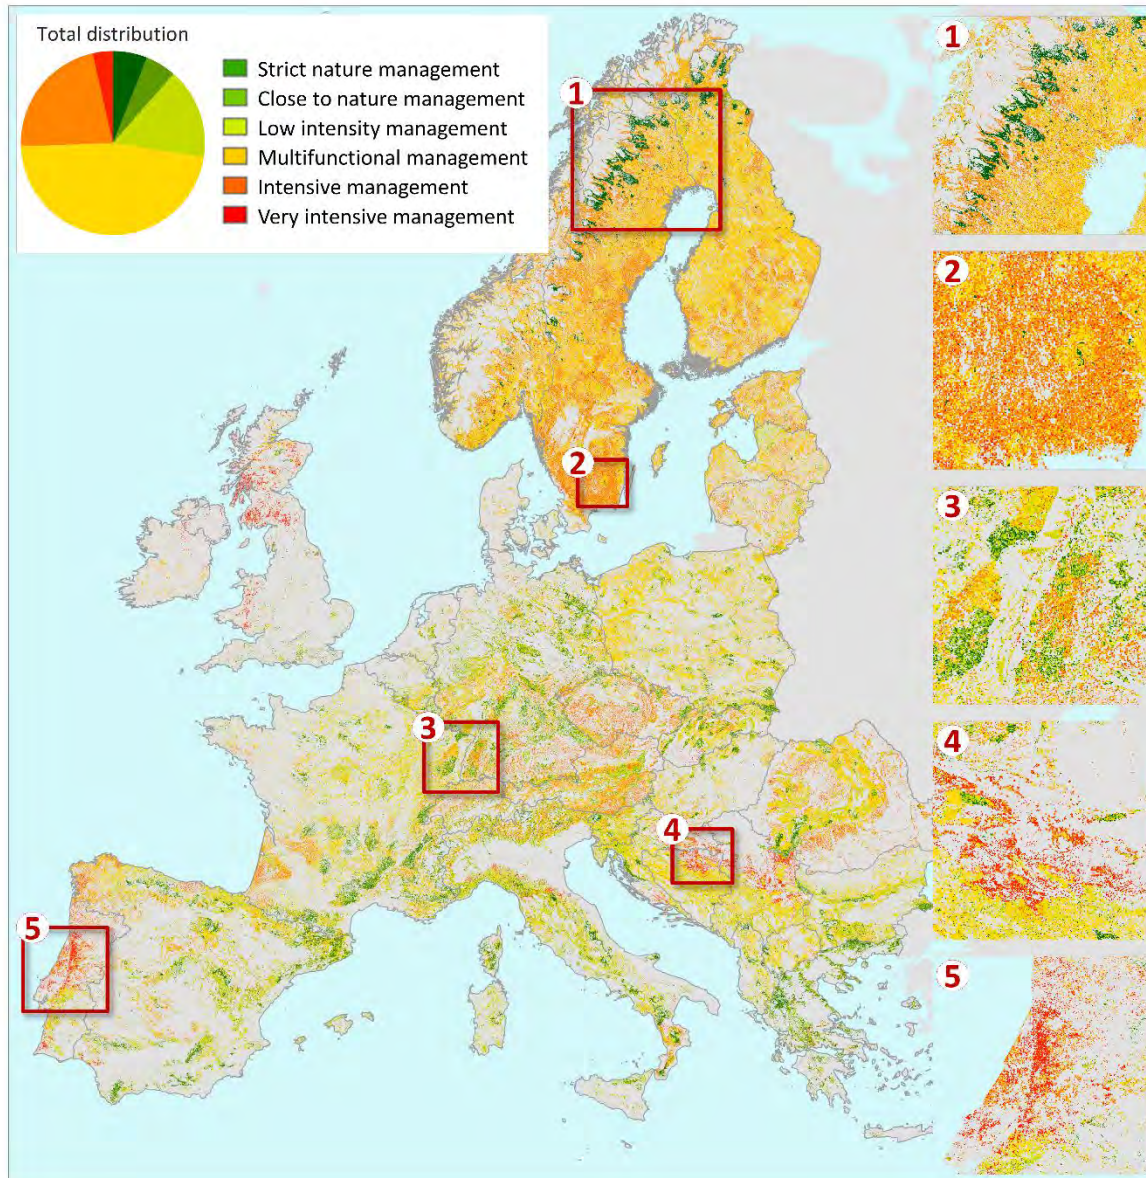 Total distribution
Strict nature management
Close to nature management
Low intensity management
Multifunctional management
Intensive management
Very intensive management
1
2
3
4
5
1
2
3
4
5